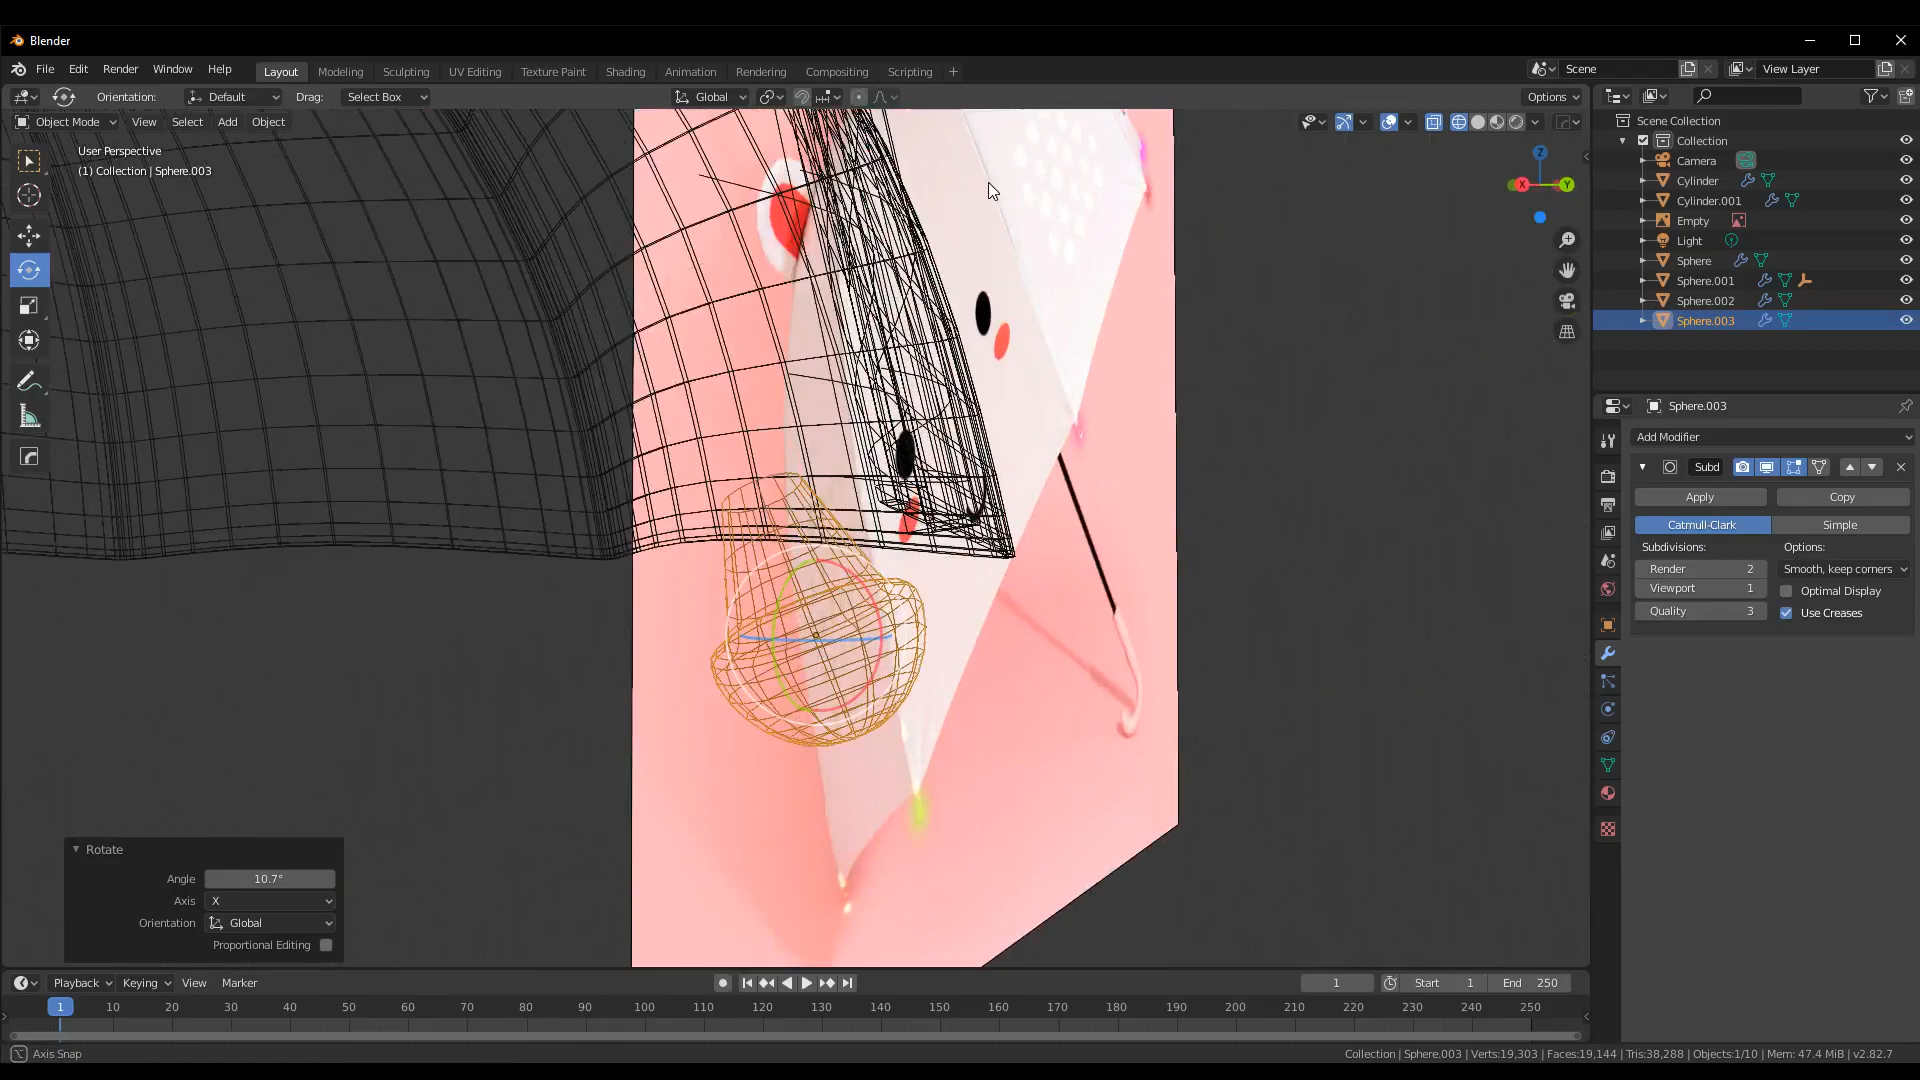 Blender
File Edit Render Window Help
Layout Modeling Sculpting UV Editing Texture Paint Shading Animation Rendering Compositing Scripting +
Scene
View Layer
Orientation: Default Drag: Select Box
Global
Options
Object Mode View Select Add Object
User Perspective
(1) Collection | Sphere.003
Z
X
Y
Scene Collection
Collection
Camera
Cylinder
Cylinder.001
Empty
Light
Sphere
Sphere.001
Sphere.002
Sphere.003
Sphere.003
Add Modifier
Subd
Apply Copy
Catmull-Clark Simple
Subdivisions: Options:
Render 2 Smooth, keep corners
Viewport 1 Optimal Display
Quality 3 Use Creases
Rotate
Angle 10.7°
Axis X
Orientation Global
Proportional Editing
Playback Keying View Marker
1 Start 1 End 250
1 10 20 30 40 50 60 70 80 90 100 110 120 130 140 150 160 170 180 190 200 210 220 230 240 250
Axis Snap
Collection | Sphere.003 | Verts:19,303 | Faces:19,144 | Tris:38,288 | Objects:1/10 | Mem: 47.4 MiB | v2.82.7